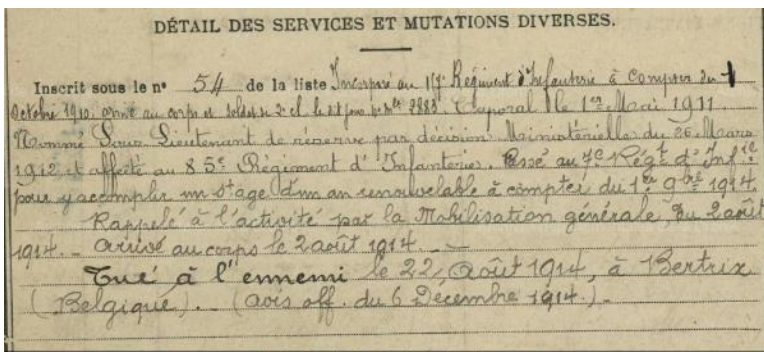 DÉTAIL DES SERVICES ET MUTATIONS DIVERSES.
Inscrit sous le n° 54 de la liste Incorporé au Régiment d'Infanterie à compter du 1
Octobre 1910, arrivé au corps et soldat de 2e cl. le dit jour, nº mle 2883. Caporal le 1er Mai 1911.
Nommé Sous-Lieutenant de réserve par décision Ministérielle du 26 Mars
1912 et affecté au 85e Régiment d'Infanterie. Passé au 7e Régt d'Infie
pour y accomplir un stage d'un an renouvelable à compter du 1er 9bre 1914.
Rappelé à l'activité par la Mobilisation générale, du 2 août
1914. - Arrivé au corps le 2 août 1914. -
Tué à l'ennemi le 22, Août 1914, à Bertrix
(Belgique). - (avis off. du 6 Décembre 1914.) -